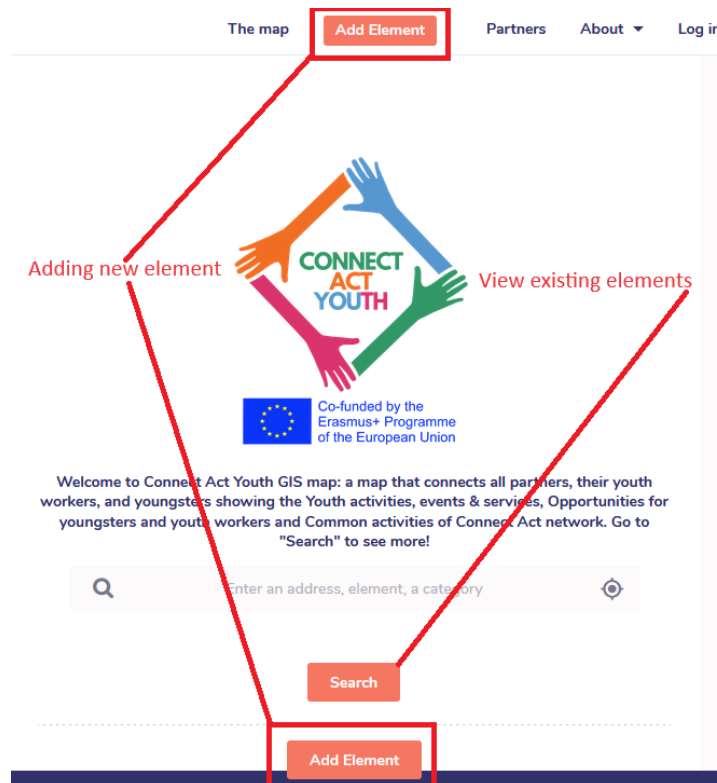 The map Add Element Partners About Log in
Adding new element
CONNECT
ACT
YOUTH
View existing elements
Co-funded by the
Erasmus+ Programme
of the European Union
Welcome to Connect Act Youth GIS map: a map that connects all partners, their youth
workers, and youngsters showing the Youth activities, events & services, Opportunities for
youngsters and youth workers and Common activities of Connect Act network. Go to
"Search" to see more!
Enter an address, element, a category
Search
Add Element